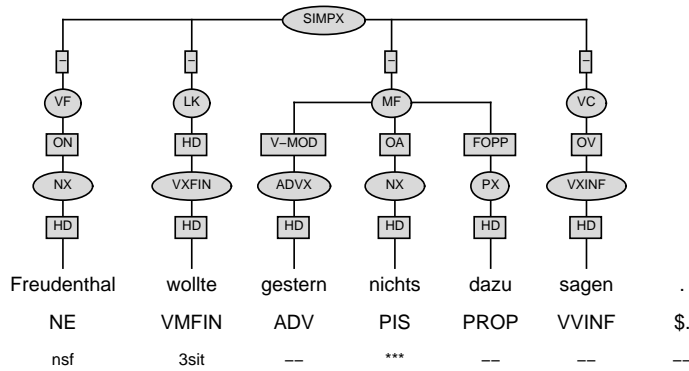 SIMPX
– – – –
VF LK MF VC
ON HD V–MOD OA FOPP OV
NX VXFIN ADVX NX PX VXINF
HD HD HD HD HD HD
Freudenthal wollte gestern nichts dazu sagen .
NE VMFIN ADV PIS PROP VVINF $.
nsf 3sit –– *** –– –– ––